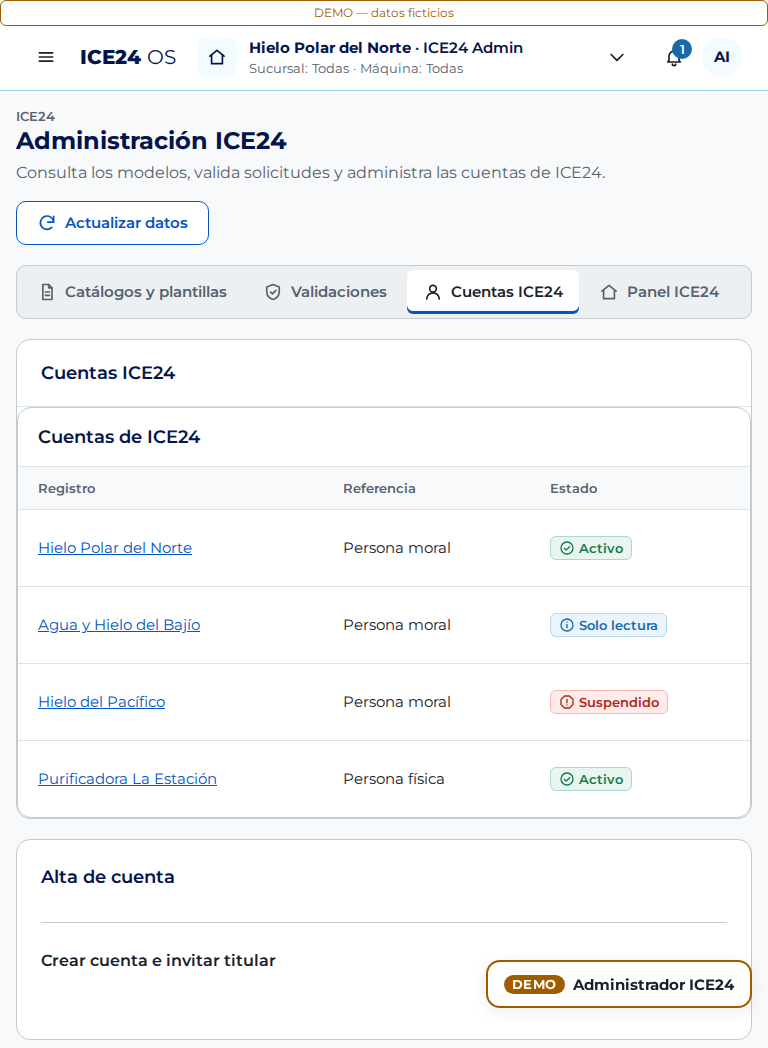 DEMO — datos ficticios
ICE24 OS
Hielo Polar del Norte · ICE24 Admin
Sucursal: Todas · Máquina: Todas
1
AI
ICE24
Administración ICE24
Consulta los modelos, valida solicitudes y administra las cuentas de ICE24.
Actualizar datos
Catálogos y plantillas Validaciones Cuentas ICE24 Panel ICE24
Cuentas ICE24
Cuentas de ICE24
Registro Referencia Estado
Hielo Polar del Norte Persona moral Activo
Agua y Hielo del Bajío Persona moral Solo lectura
Hielo del Pacífico Persona moral Suspendido
Purificadora La Estación Persona física Activo
Alta de cuenta
Crear cuenta e invitar titular
DEMO Administrador ICE24